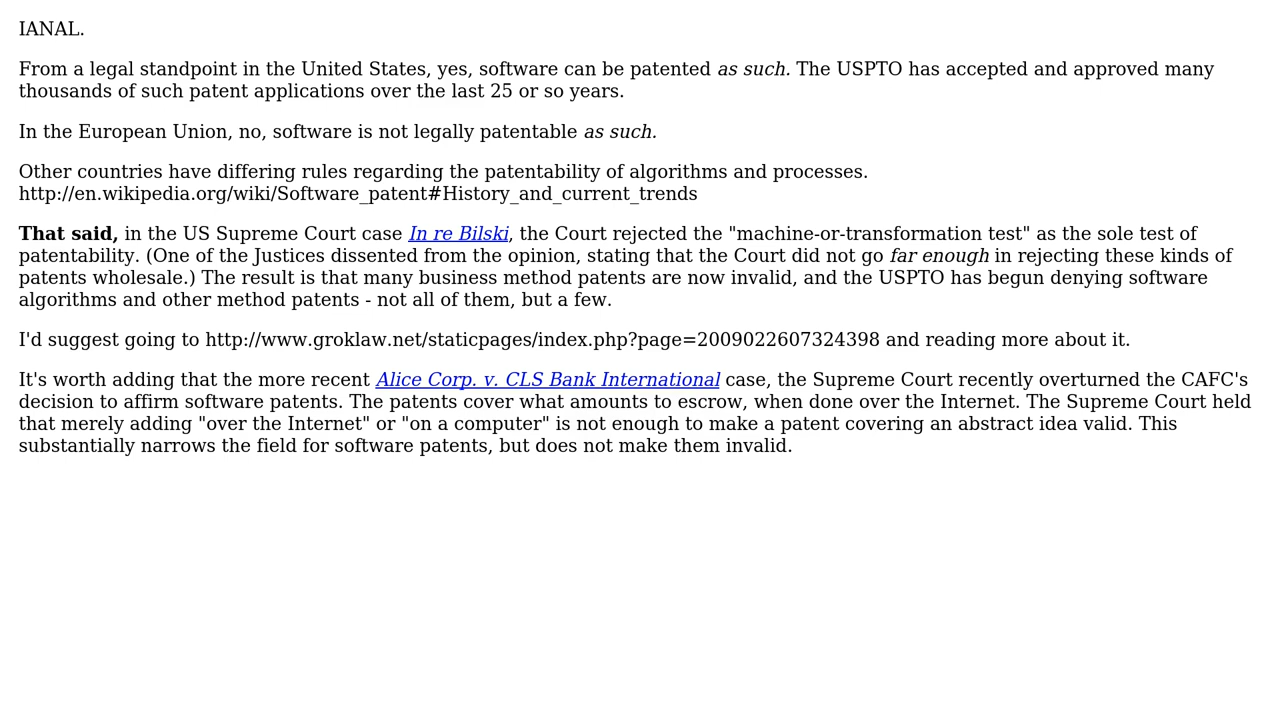 IANAL.
From a legal standpoint in the United States, yes, software can be patented as such. The USPTO has accepted and approved many
thousands of such patent applications over the last 25 or so years.
In the European Union, no, software is not legally patentable as such.
Other countries have differing rules regarding the patentability of algorithms and processes.
http://en.wikipedia.org/wiki/Software_patent#History_and_current_trends
That said, in the US Supreme Court case In re Bilski, the Court rejected the "machine-or-transformation test" as the sole test of
patentability. (One of the Justices dissented from the opinion, stating that the Court did not go far enough in rejecting these kinds of
patents wholesale.) The result is that many business method patents are now invalid, and the USPTO has begun denying software
algorithms and other method patents - not all of them, but a few.
I'd suggest going to http://www.groklaw.net/staticpages/index.php?page=2009022607324398 and reading more about it.
It's worth adding that the more recent Alice Corp. v. CLS Bank International case, the Supreme Court recently overturned the CAFC's
decision to affirm software patents. The patents cover what amounts to escrow, when done over the Internet. The Supreme Court held
that merely adding "over the Internet" or "on a computer" is not enough to make a patent covering an abstract idea valid. This
substantially narrows the field for software patents, but does not make them invalid.